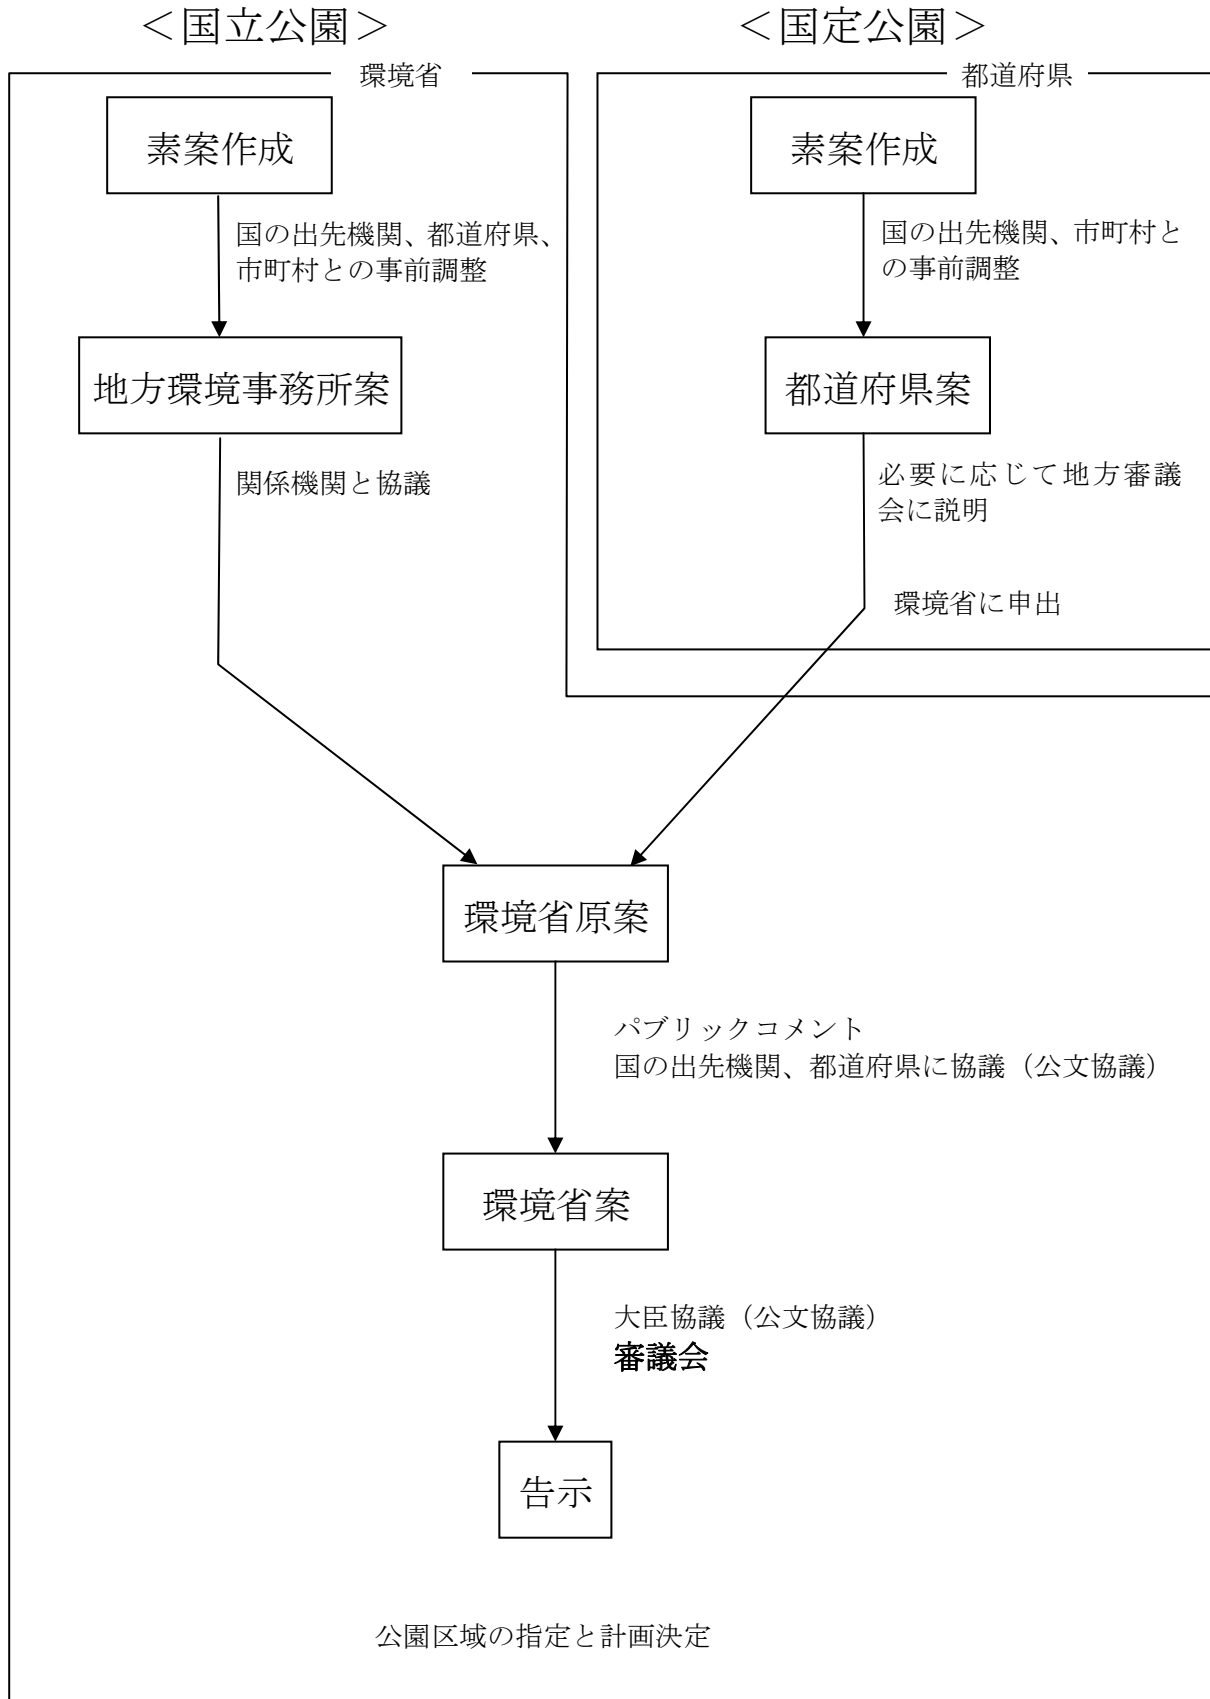 ＜国立公園＞
＜国定公園＞
環境省
都道府県
素案作成
素案作成
国の出先機関、都道府県、
市町村との事前調整
国の出先機関、市町村と
の事前調整
地方環境事務所案
都道府県案
関係機関と協議
必要に応じて地方審議
会に説明
環境省に申出
環境省原案
パブリックコメント
国の出先機関、都道府県に協議（公文協議）
環境省案
大臣協議（公文協議）
審議会
告示
公園区域の指定と計画決定